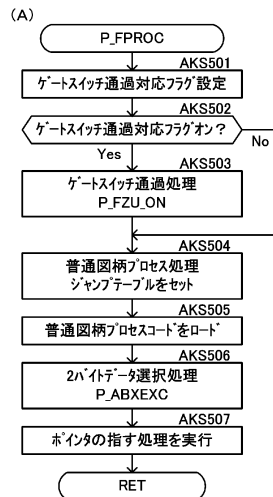 (A)
P_FPROC
AKS501
ｹﾞｰﾄｽｲｯﾁ通過対応ﾌﾗｸﾞ設定
AKS502
ｹﾞｰﾄｽｲｯﾁ通過対応ﾌﾗｸﾞｵﾝ?
No
Yes
AKS503
ｹﾞｰﾄｽｲｯﾁ通過処理
P_FZU_ON
AKS504
普通図柄ﾌﾟﾛｾｽ処理
ｼﾞｬﾝﾌﾟﾃｰﾌﾞﾙをｾｯﾄ
AKS505
普通図柄ﾌﾟﾛｾｽｺｰﾄﾞをﾛｰﾄﾞ
AKS506
2ﾊﾞｲﾄﾃﾞｰﾀ選択処理
P_ABXEXC
AKS507
ﾎﾟｲﾝﾀの指す処理を実行
RET